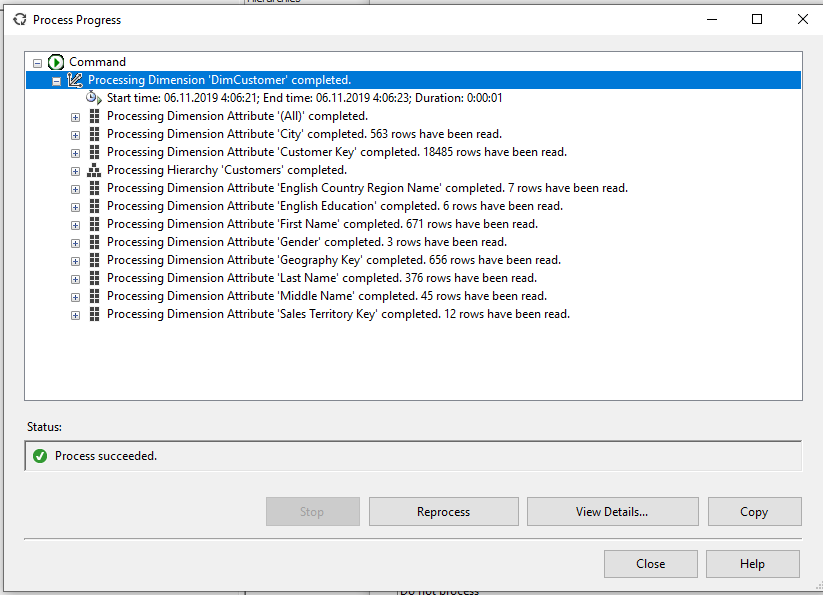 Hierarchies
Process Progress
Command
Processing Dimension 'DimCustomer' completed.
Start time: 06.11.2019 4:06:21; End time: 06.11.2019 4:06:23; Duration: 0:00:01
Processing Dimension Attribute '(All)' completed.
Processing Dimension Attribute 'City' completed. 563 rows have been read.
Processing Dimension Attribute 'Customer Key' completed. 18485 rows have been read.
Processing Hierarchy 'Customers' completed.
Processing Dimension Attribute 'English Country Region Name' completed. 7 rows have been read.
Processing Dimension Attribute 'English Education' completed. 6 rows have been read.
Processing Dimension Attribute 'First Name' completed. 671 rows have been read.
Processing Dimension Attribute 'Gender' completed. 3 rows have been read.
Processing Dimension Attribute 'Geography Key' completed. 656 rows have been read.
Processing Dimension Attribute 'Last Name' completed. 376 rows have been read.
Processing Dimension Attribute 'Middle Name' completed. 45 rows have been read.
Processing Dimension Attribute 'Sales Territory Key' completed. 12 rows have been read.
Status:
Process succeeded.
Stop Reprocess View Details... Copy
Close Help
Do not process